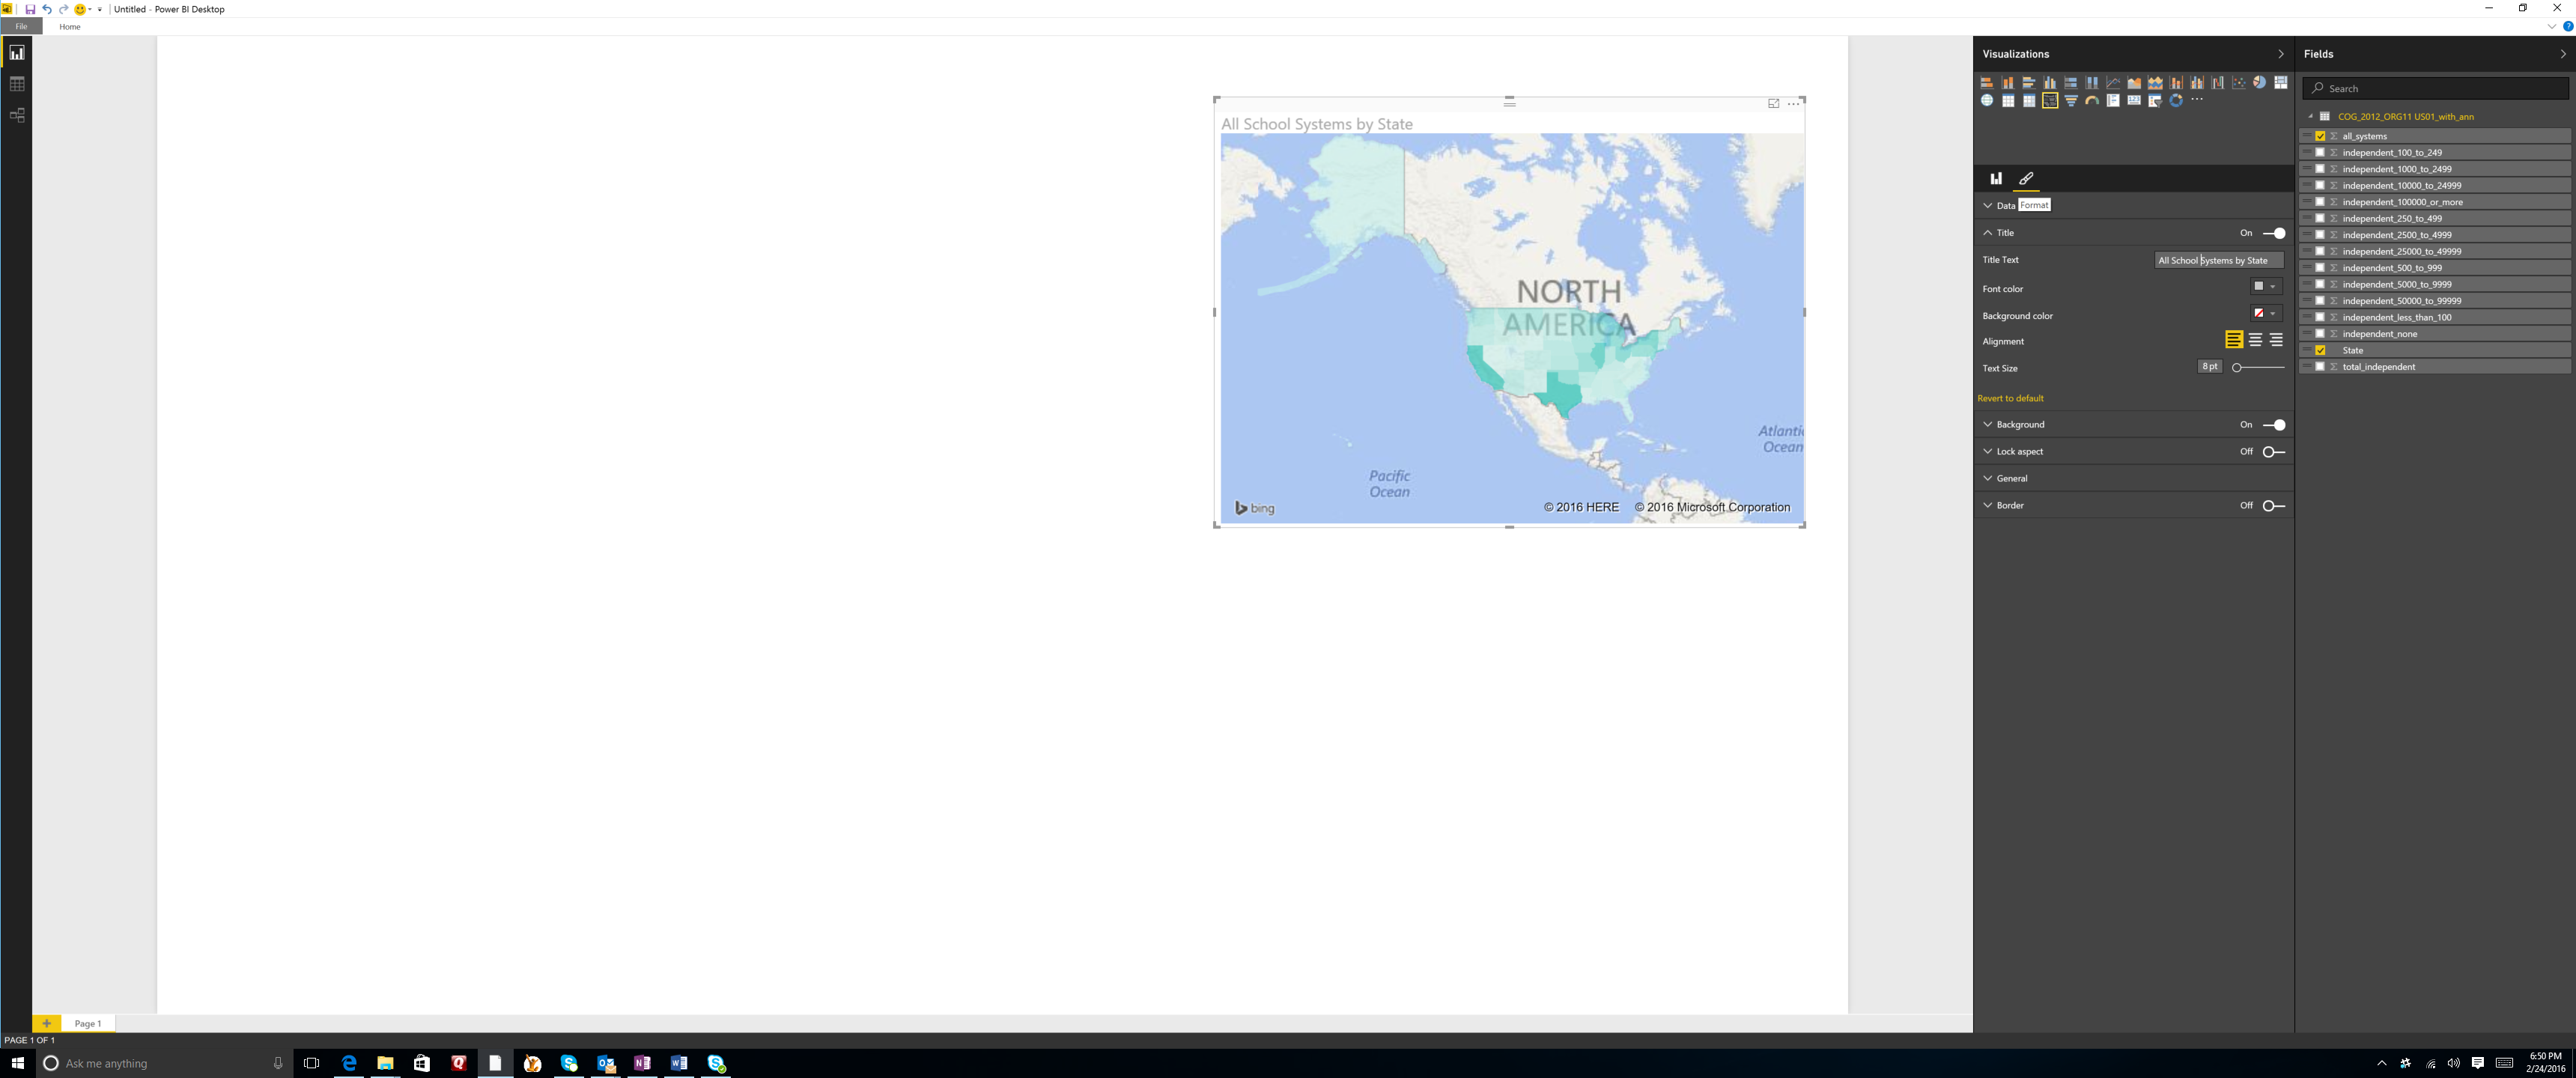 Untitled - Power BI Desktop
File
Home
All School Systems by State
NORTH
AMERICA
Pacific
Ocean
Atlantic
Ocean
bing
© 2016 HERE © 2016 Microsoft Corporation
Visualizations
Data
Format
Title
On
Title Text
All School Systems by State
Font color
Background color
Alignment
Text Size
8 pt
Revert to default
Background
On
Lock aspect
Off
General
Border
Off
Fields
Search
COG_2012_ORG11 US01_with_ann
all_systems
independent_100_to_249
independent_1000_to_2499
independent_10000_to_24999
independent_100000_or_more
independent_250_to_499
independent_2500_to_4999
independent_25000_to_49999
independent_500_to_999
independent_5000_to_9999
independent_50000_to_99999
independent_less_than_100
independent_none
State
total_independent
Page 1
PAGE 1 OF 1
Ask me anything
6:50 PM
2/24/2016